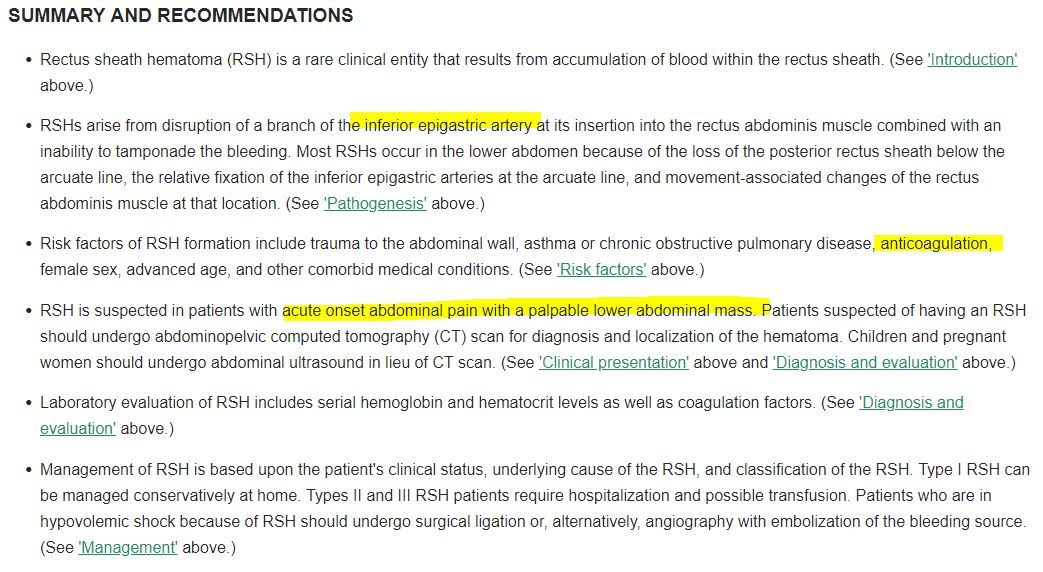 SUMMARY AND RECOMMENDATIONS
• Rectus sheath hematoma (RSH) is a rare clinical entity that results from accumulation of blood within the rectus sheath. (See 'Introduction'
above.)
• RSHs arise from disruption of a branch of the inferior epigastric artery at its insertion into the rectus abdominis muscle combined with an
inability to tamponade the bleeding. Most RSHs occur in the lower abdomen because of the loss of the posterior rectus sheath below the
arcuate line, the relative fixation of the inferior epigastric arteries at the arcuate line, and movement-associated changes of the rectus
abdominis muscle at that location. (See 'Pathogenesis' above.)
• Risk factors of RSH formation include trauma to the abdominal wall, asthma or chronic obstructive pulmonary disease, anticoagulation,
female sex, advanced age, and other comorbid medical conditions. (See 'Risk factors' above.)
• RSH is suspected in patients with acute onset abdominal pain with a palpable lower abdominal mass. Patients suspected of having an RSH
should undergo abdominopelvic computed tomography (CT) scan for diagnosis and localization of the hematoma. Children and pregnant
women should undergo abdominal ultrasound in lieu of CT scan. (See 'Clinical presentation' above and 'Diagnosis and evaluation' above.)
• Laboratory evaluation of RSH includes serial hemoglobin and hematocrit levels as well as coagulation factors. (See 'Diagnosis and
evaluation' above.)
• Management of RSH is based upon the patient's clinical status, underlying cause of the RSH, and classification of the RSH. Type I RSH can
be managed conservatively at home. Types II and III RSH patients require hospitalization and possible transfusion. Patients who are in
hypovolemic shock because of RSH should undergo surgical ligation or, alternatively, angiography with embolization of the bleeding source.
(See 'Management' above.)